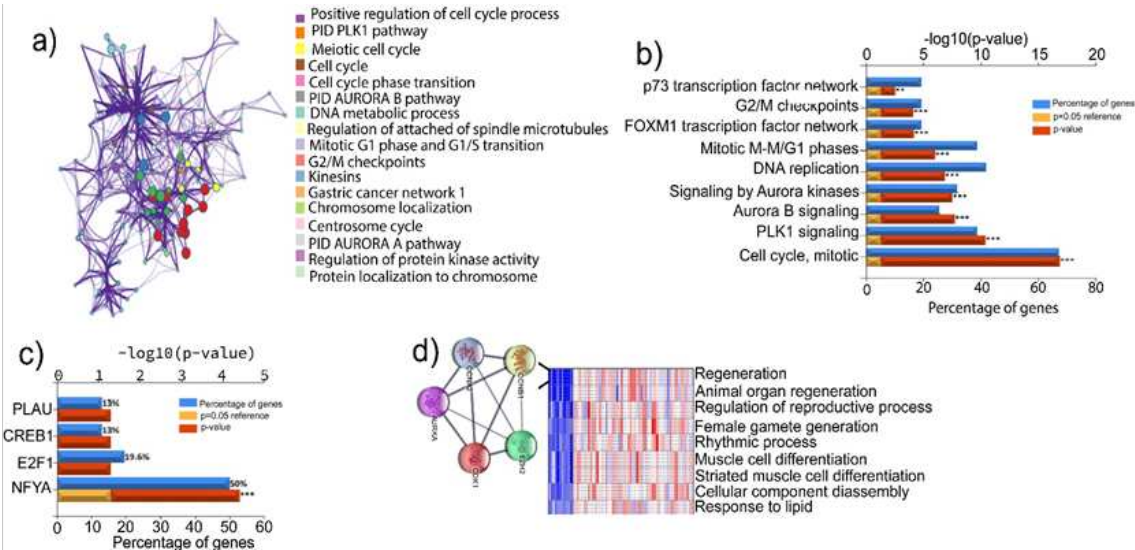 a)
Positive regulation of cell cycle process
PID PLK1 pathway
Meiotic cell cycle
Cell cycle
Cell cycle phase transition
PID AURORA B pathway
DNA metabolic process
Regulation of attached of spindle microtubules
Mitotic G1 phase and G1/S transition
G2/M checkpoints
Kinesins
Gastric cancer network 1
Chromosome localization
Centrosome cycle
PID AURORA A pathway
Regulation of protein kinase activity
Protein localization to chromosome
b)
-log10(p-value)
0 5 10 15 20
p73 transcription factor network
G2/M checkpoints
FOXM1 trascription factor network
Mitotic M-M/G1 phases
DNA replication
Signaling by Aurora kinases
Aurora B signaling
PLK1 signaling
Cell cycle, mitotic
Percentage of genes
p=0.05 reference
p-value
0 20 40 60 80
Percentage of genes
c)
-log10(p-value)
0 1 2 3 4 5
PLAU 13%
CREB1 13%
E2F1 19.6%
NFYA 50% ***
Percentage of genes
p=0.05 reference
p-value
0 10 20 30 40 50 60
Percentage of genes
d)
CCNB1
CDK1
EZH2
Regeneration
Animal organ regeneration
Regulation of reproductive process
Female gamete generation
Rhythmic process
Muscle cell differentiation
Striated muscle cell differentiation
Cellular component disassembly
Response to lipid